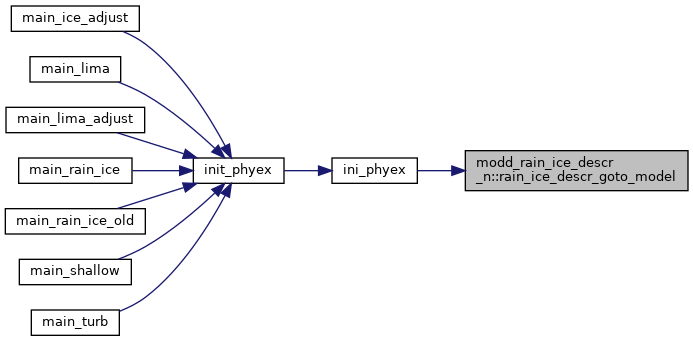 main_ice_adjust
main_lima
main_lima_adjust
main_rain_ice
main_rain_ice_old
main_shallow
main_turb
init_phyex
ini_phyex
modd_rain_ice_descr
_n::rain_ice_descr_goto_model